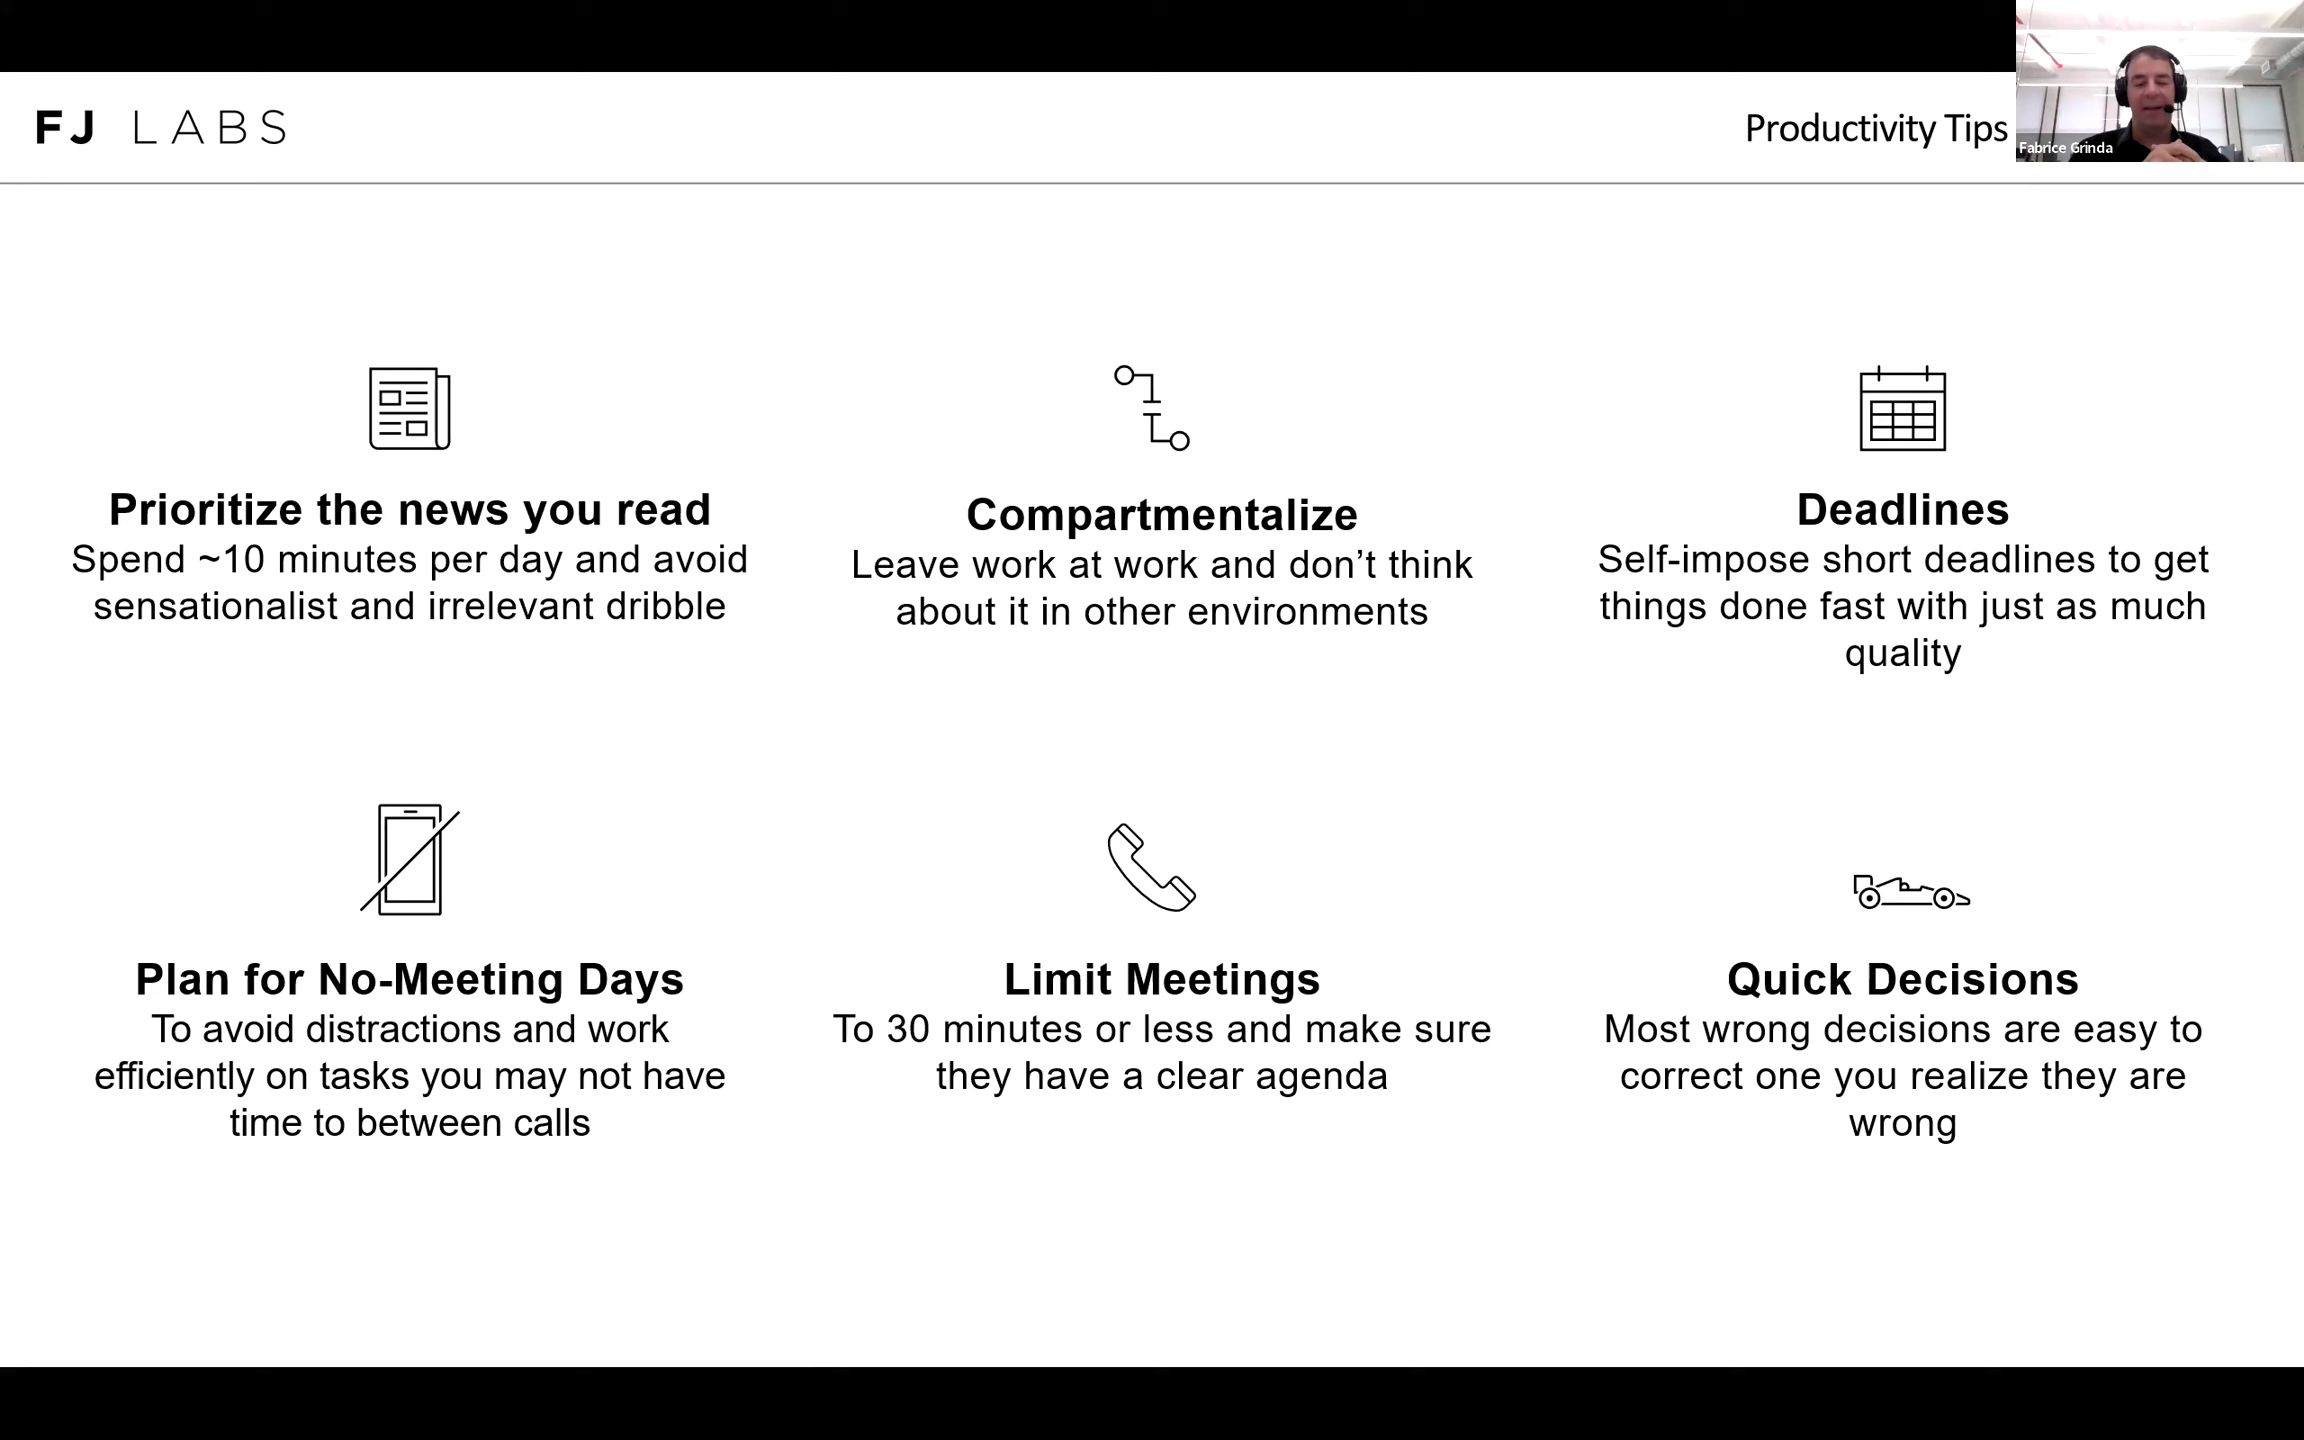 FJ LABS
Productivity Tips
Fabrice Grinda
Prioritize the news you read
Spend ~10 minutes per day and avoid
sensationalist and irrelevant dribble
Compartmentalize
Leave work at work and don’t think
about it in other environments
Deadlines
Self-impose short deadlines to get
things done fast with just as much
quality
Plan for No-Meeting Days
To avoid distractions and work
efficiently on tasks you may not have
time to between calls
Limit Meetings
To 30 minutes or less and make sure
they have a clear agenda
Quick Decisions
Most wrong decisions are easy to
correct one you realize they are
wrong